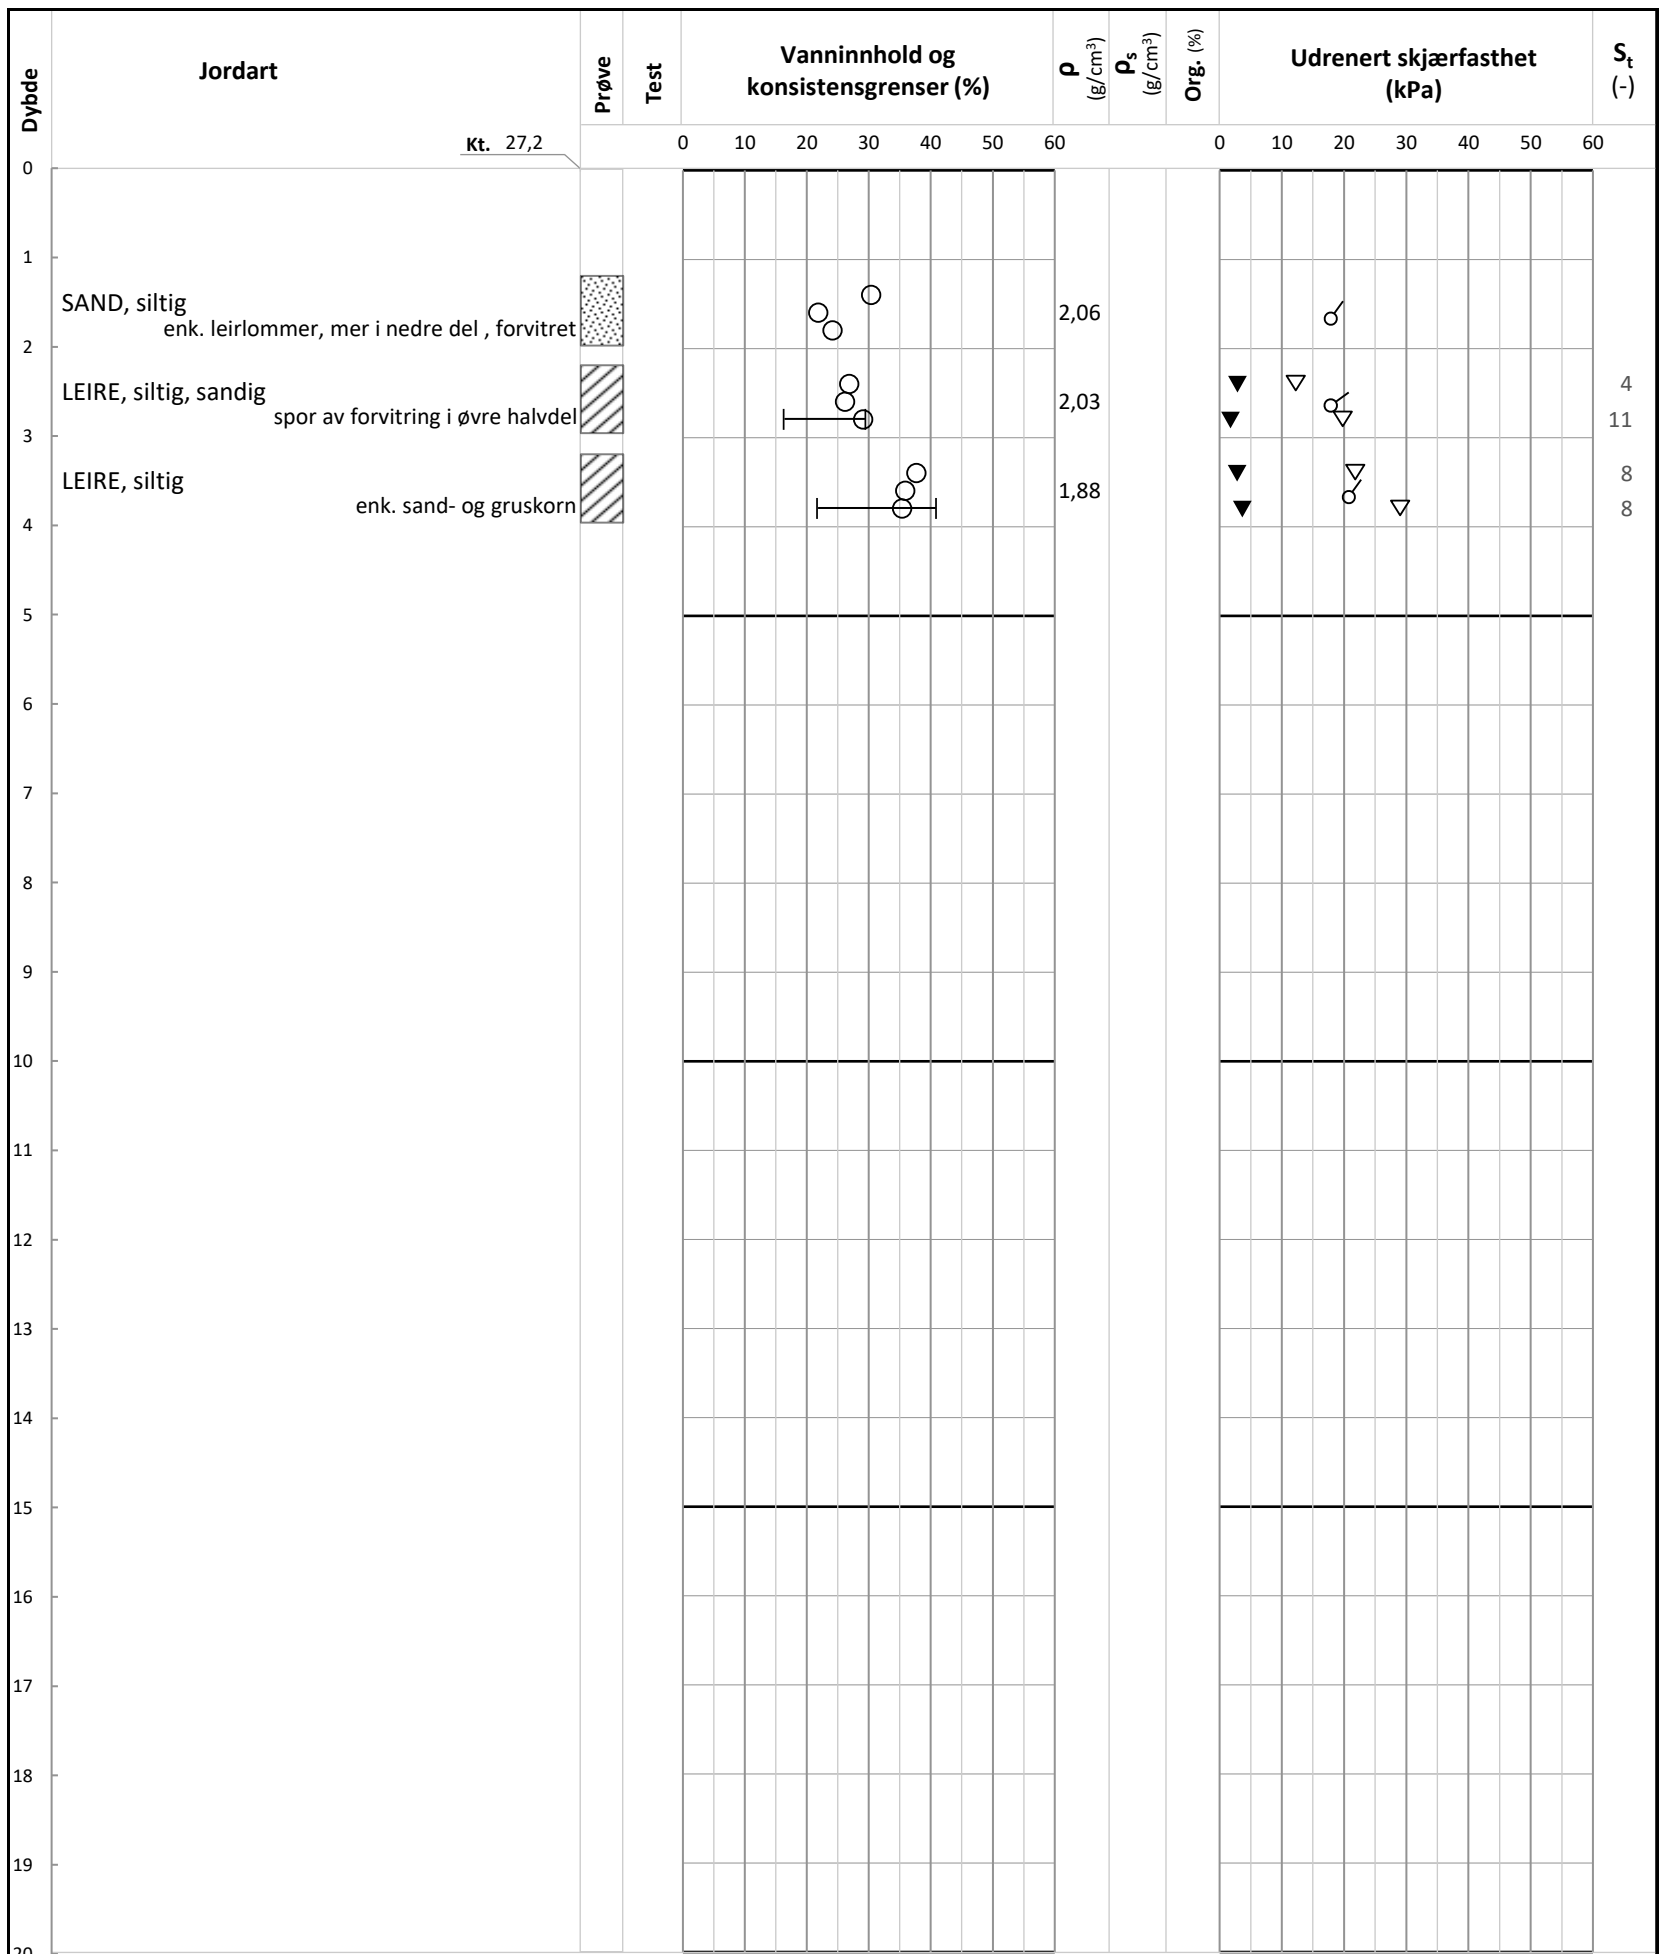 Dybde
Jordart
Prøve
Test
Vanninnhold og
konsistensgrenser (%)
ρ
(g/cm³)
ρs
(g/cm³)
Org. (%)
Udrenert skjærfasthet
(kPa)
St
(-)
Kt. 27,2
0 10 20 30 40 50 60
0 10 20 30 40 50 60
0
1
SAND, siltig
enk. leirlommer, mer i nedre del , forvitret
2,06
2
LEIRE, siltig, sandig
spor av forvitring i øvre halvdel
2,03
4
11
3
LEIRE, siltig
enk. sand- og gruskorn
1,88
8
8
4
5
6
7
8
9
10
11
12
13
14
15
16
17
18
19
20